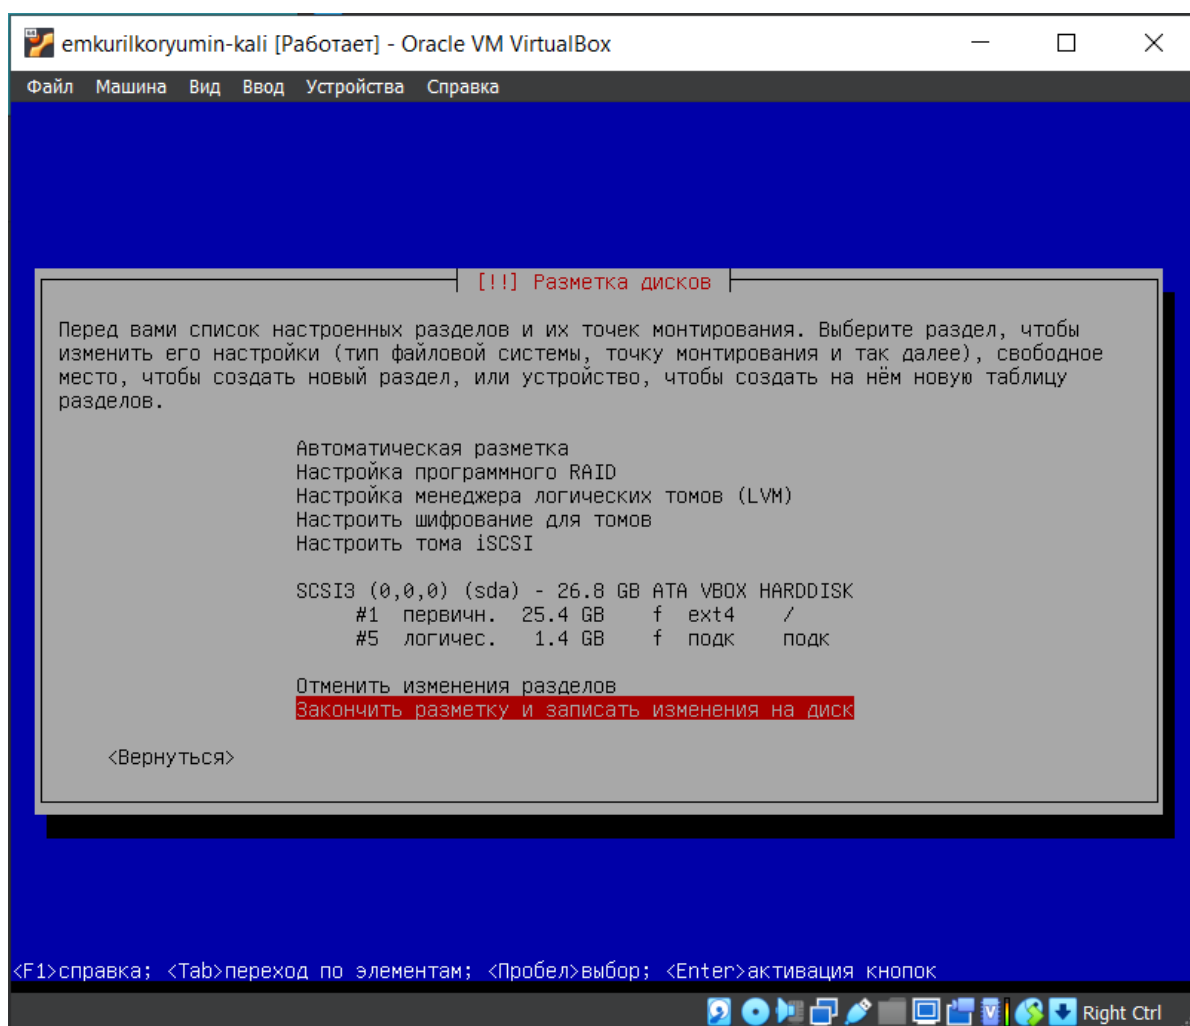 emkurilkoryumin-kali [Работает] - Oracle VM VirtualBox
Файл Машина Вид Ввод Устройства Справка
[!!] Разметка дисков
Перед вами список настроенных разделов и их точек монтирования. Выберите раздел, чтобы
изменить его настройки (тип файловой системы, точку монтирования и так далее), свободное
место, чтобы создать новый раздел, или устройство, чтобы создать на нём новую таблицу
разделов.
Автоматическая разметка
Настройка программного RAID
Настройка менеджера логических томов (LVM)
Настроить шифрование для томов
Настроить тома iSCSI
SCSI3 (0,0,0) (sda) - 26.8 GB ATA VBOX HARDDISK
#1 первичн. 25.4 GB f ext4 /
#5 логичес. 1.4 GB f подк подк
Отменить изменения разделов
Закончить разметку и записать изменения на диск
<Вернуться>
<F1>справка; <Tab>переход по элементам; <Пробел>выбор; <Enter>активация кнопок
Right Ctrl